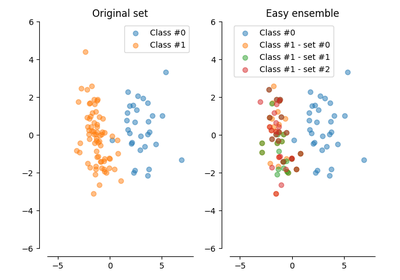 Original set
Easy ensemble
Class #0
Class #1
Class #0
Class #1 - set #0
Class #1 - set #1
Class #1 - set #2
6
4
2
0
−2
−4
−6
−5
0
5
6
4
2
0
−2
−4
−6
−5
0
5